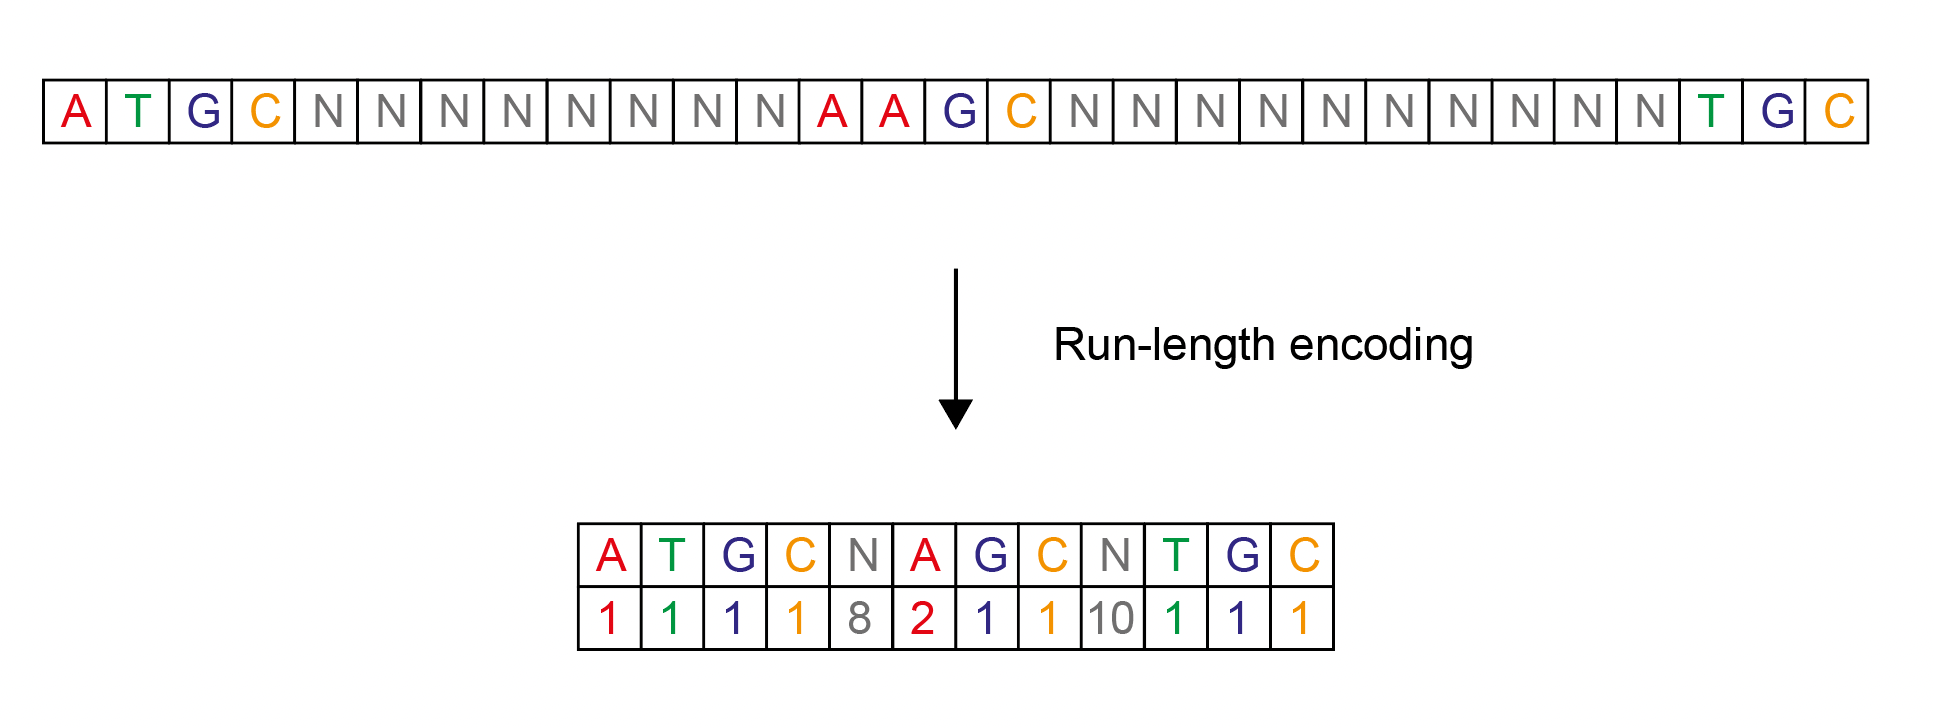 A T G C N N N N N N N N A A G C N N N N N N N N N N T G C
Run-length encoding
A T G C N A G C N T G C
1 1 1 1 8 2 1 1 10 1 1 1